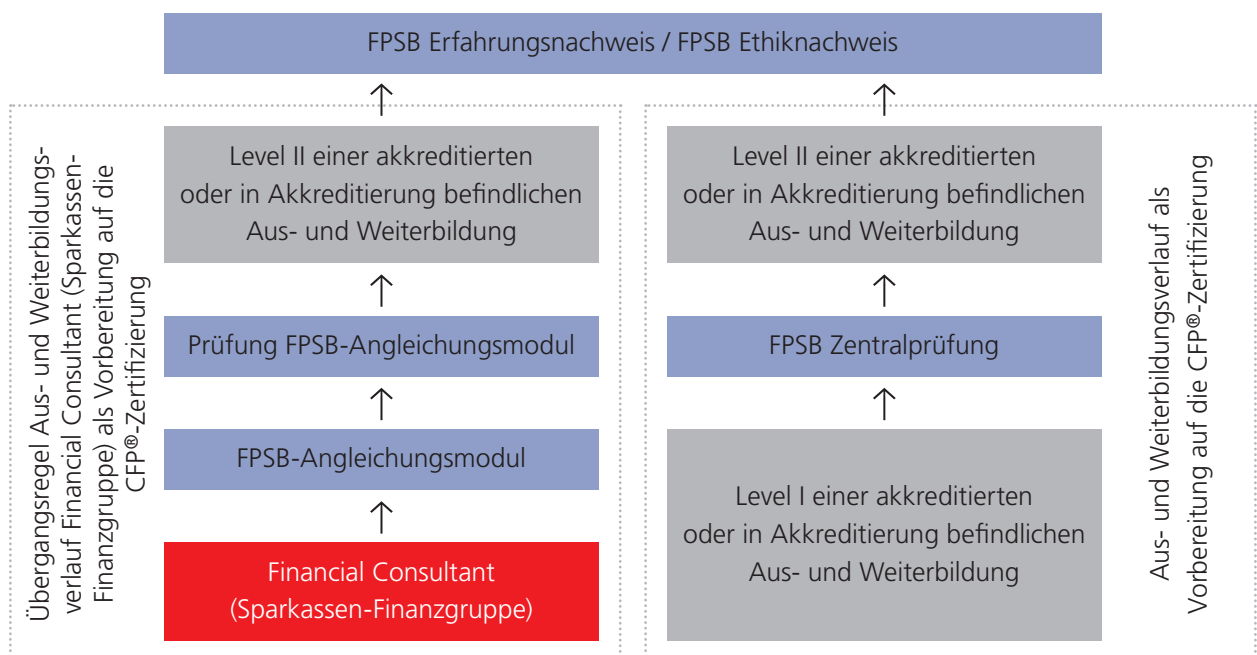 FPSB Erfahrungsnachweis / FPSB Ethiknachweis
Übergangsregel Aus- und Weiterbildungs-
verlauf Financial Consultant (Sparkassen-
Finanzgruppe) als Vorbereitung auf die
CFP®-Zertifizierung
Level II einer akkreditierten
oder in Akkreditierung befindlichen
Aus- und Weiterbildung
Prüfung FPSB-Angleichungsmodul
FPSB-Angleichungsmodul
Financial Consultant
(Sparkassen-Finanzgruppe)
Level II einer akkreditierten
oder in Akkreditierung befindlichen
Aus- und Weiterbildung
FPSB Zentralprüfung
Level I einer akkreditierten
oder in Akkreditierung befindlichen
Aus- und Weiterbildung
Aus- und Weiterbildungsverlauf als
Vorbereitung auf die CFP®-Zertifizierung